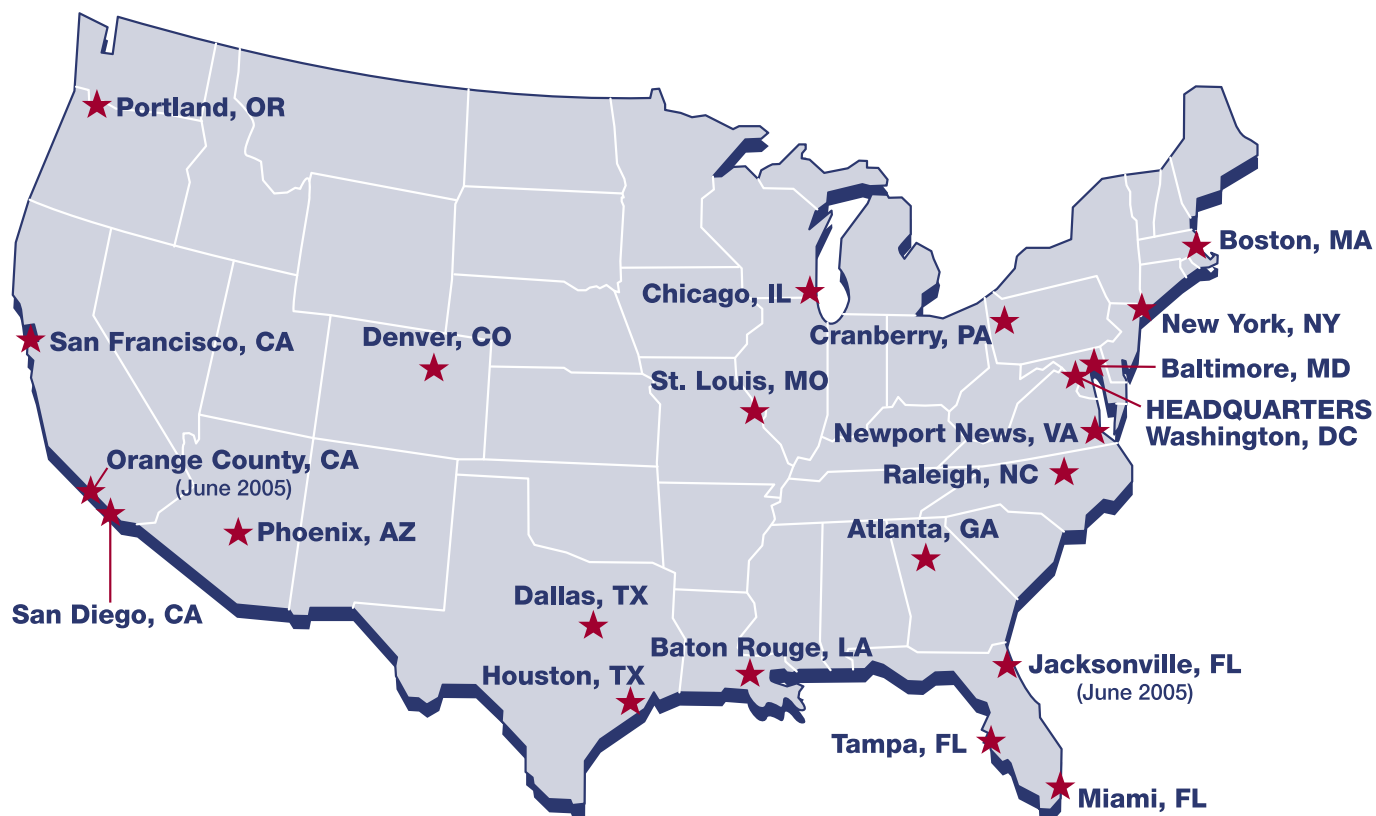 Portland, OR
Boston, MA
Chicago, IL
New York, NY
Cranberry, PA
San Francisco, CA
Denver, CO
Baltimore, MD
St. Louis, MO
HEADQUARTERS
Washington, DC
Newport News, VA
Orange County, CA
(June 2005)
Raleigh, NC
Phoenix, AZ
Atlanta, GA
San Diego, CA
Dallas, TX
Baton Rouge, LA
Houston, TX
Jacksonville, FL
(June 2005)
Tampa, FL
Miami, FL